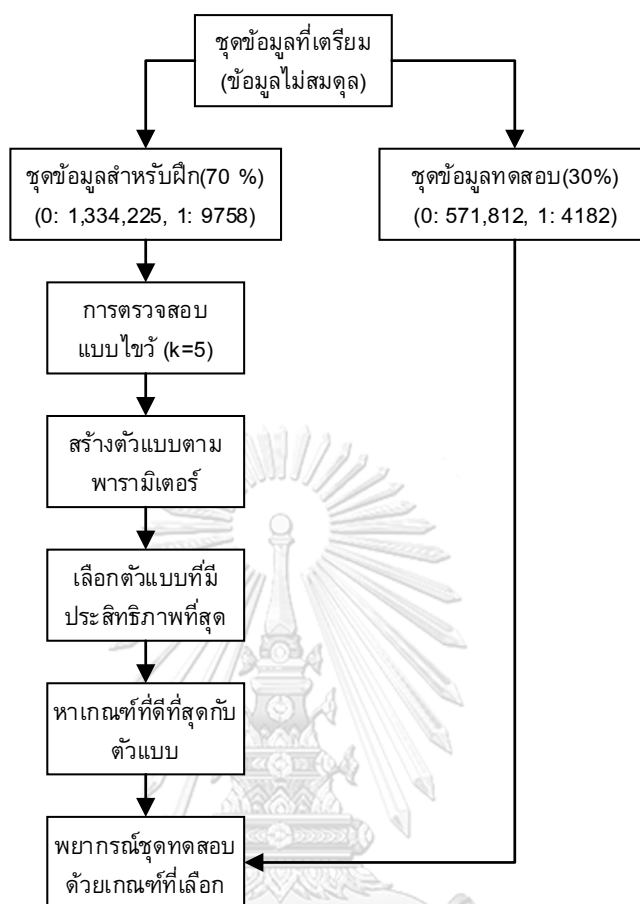 ชุดข้อมูลที่เตรียม
(ข้อมูลไม่สมดุล)
ชุดข้อมูลสำหรับฝึก(70 %)
(0: 1,334,225, 1: 9758)
ชุดข้อมูลทดสอบ(30%)
(0: 571,812, 1: 4182)
การตรวจสอบ
แบบไขว้ (k=5)
สร้างตัวแบบตาม
พารามิเตอร์
เลือกตัวแบบที่มี
ประสิทธิภาพที่สุด
หาเกณฑ์ที่ดีที่สุดกับ
ตัวแบบ
พยากรณ์ชุดทดสอบ
ด้วยเกณฑ์ที่เลือก